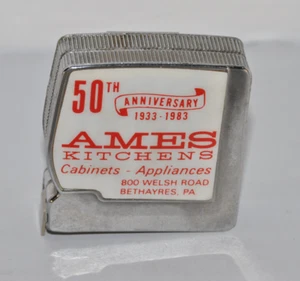 50TH
ANNIVERSARY
1933-1983
AMES
KITCHENS
Cabinets - Appliances
800 WELSH ROAD
BETHAYRES, PA